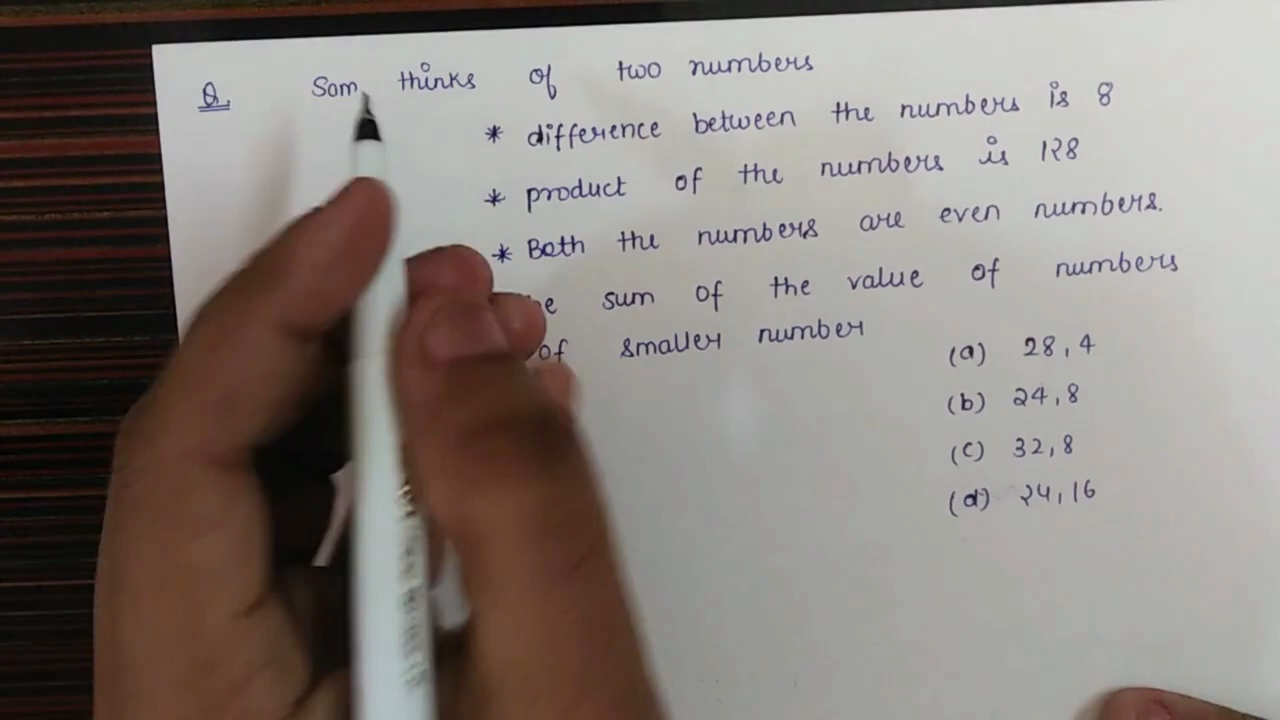 Q. Som thinks of two numbers
* difference between the numbers is 8
* product of the numbers is 128
* Both the numbers are even numbers.
sum of the value of numbers
of smaller number
(a) 28, 4
(b) 24, 8
(c) 32, 8
(d) 24, 16